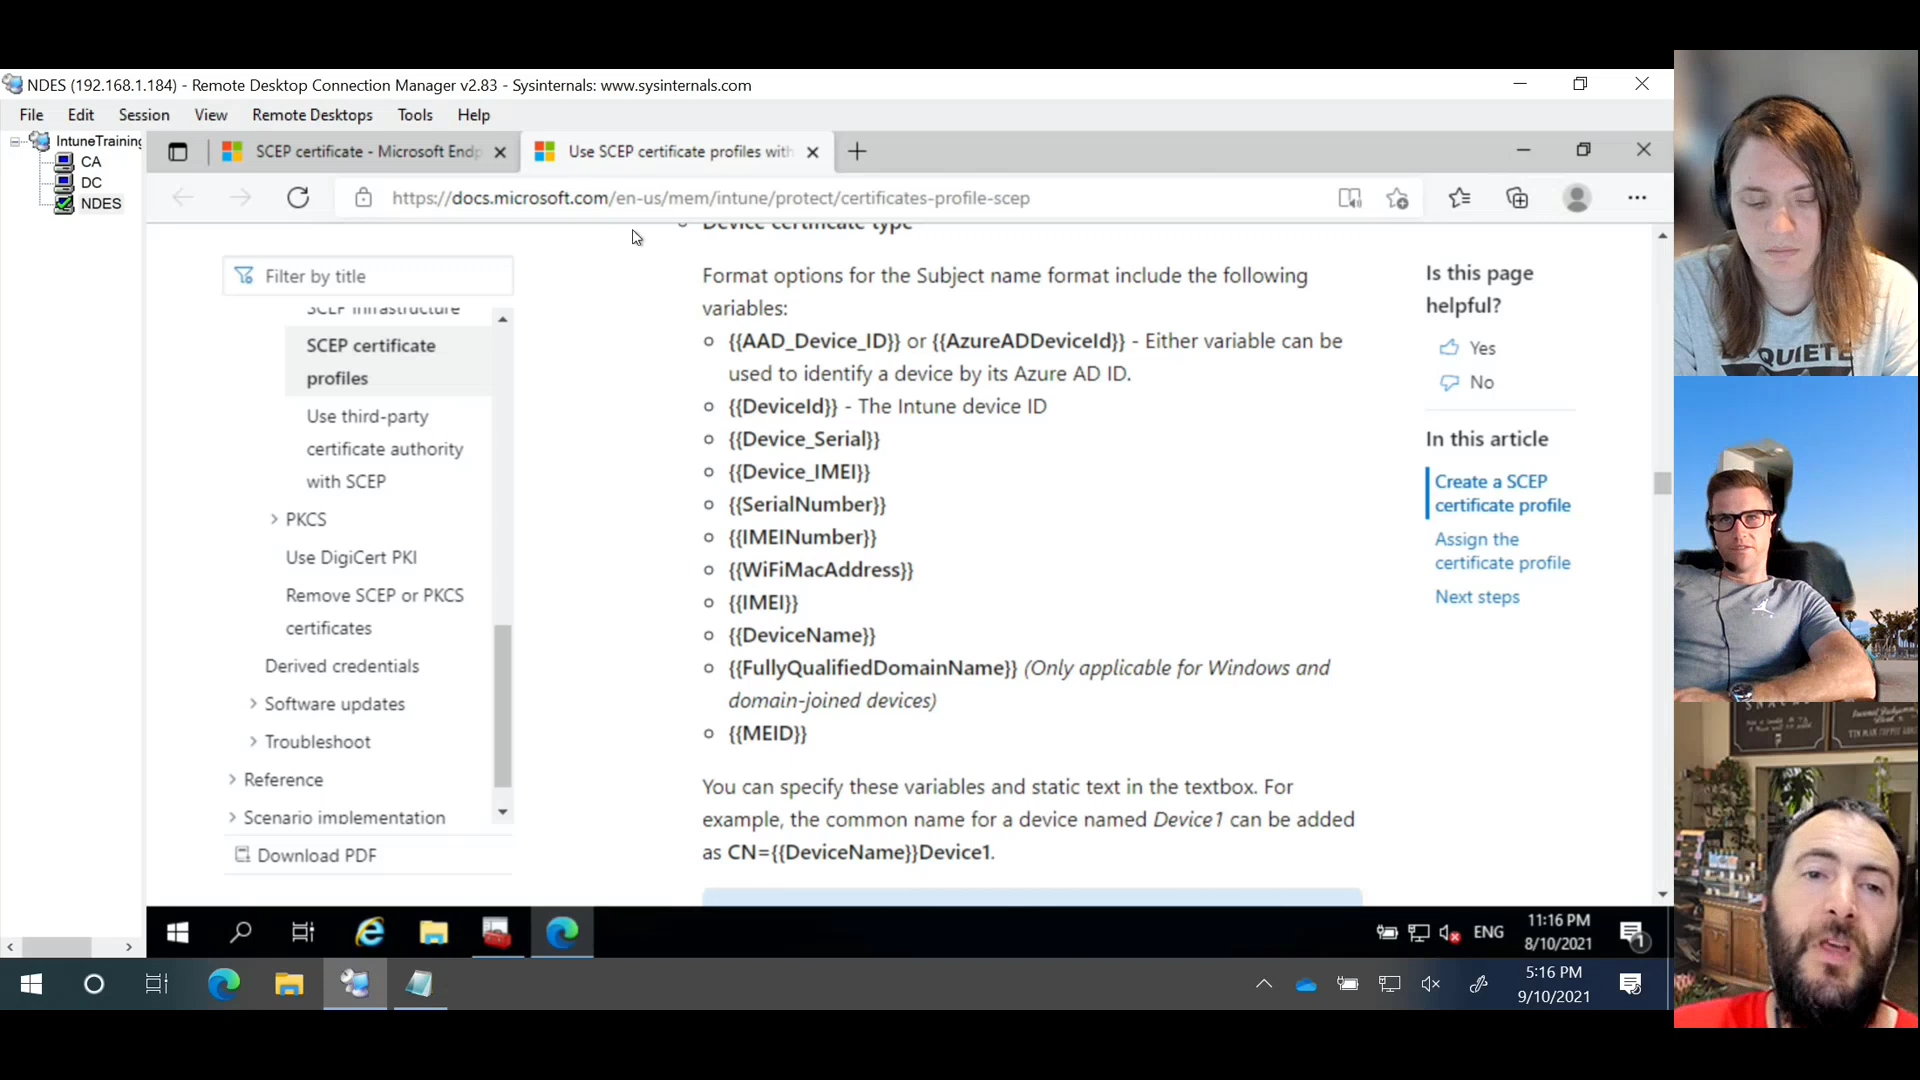 NDES (192.168.1.184) - Remote Desktop Connection Manager v2.83 - Sysinternals: www.sysinternals.com
File Edit Session View Remote Desktops Tools Help
IntuneTraining
CA
DC
NDES
SCEP certificate - Microsoft Endp
Use SCEP certificate profiles with
https://docs.microsoft.com/en-us/mem/intune/protect/certificates-profile-scep
Filter by title
SCEP infrastructure
SCEP certificate
profiles
Use third-party
certificate authority
with SCEP
PKCS
Use DigiCert PKI
Remove SCEP or PKCS
certificates
Derived credentials
Software updates
Troubleshoot
Reference
Scenario implementation
Download PDF
Device certificate type
Format options for the Subject name format include the following
variables:
{{AAD_Device_ID}} or {{AzureADDeviceId}} - Either variable can be
used to identify a device by its Azure AD ID.
{{DeviceId}} - The Intune device ID
{{Device_Serial}}
{{Device_IMEI}}
{{SerialNumber}}
{{IMEINumber}}
{{WiFiMacAddress}}
{{IMEI}}
{{DeviceName}}
{{FullyQualifiedDomainName}} (Only applicable for Windows and
domain-joined devices)
{{MEID}}
You can specify these variables and static text in the textbox. For
example, the common name for a device named Device1 can be added
as CN={{DeviceName}}Device1.
Is this page
helpful?
Yes
No
In this article
Create a SCEP
certificate profile
Assign the
certificate profile
Next steps
ENG
11:16 PM
8/10/2021
1
5:16 PM
9/10/2021
QUIETE